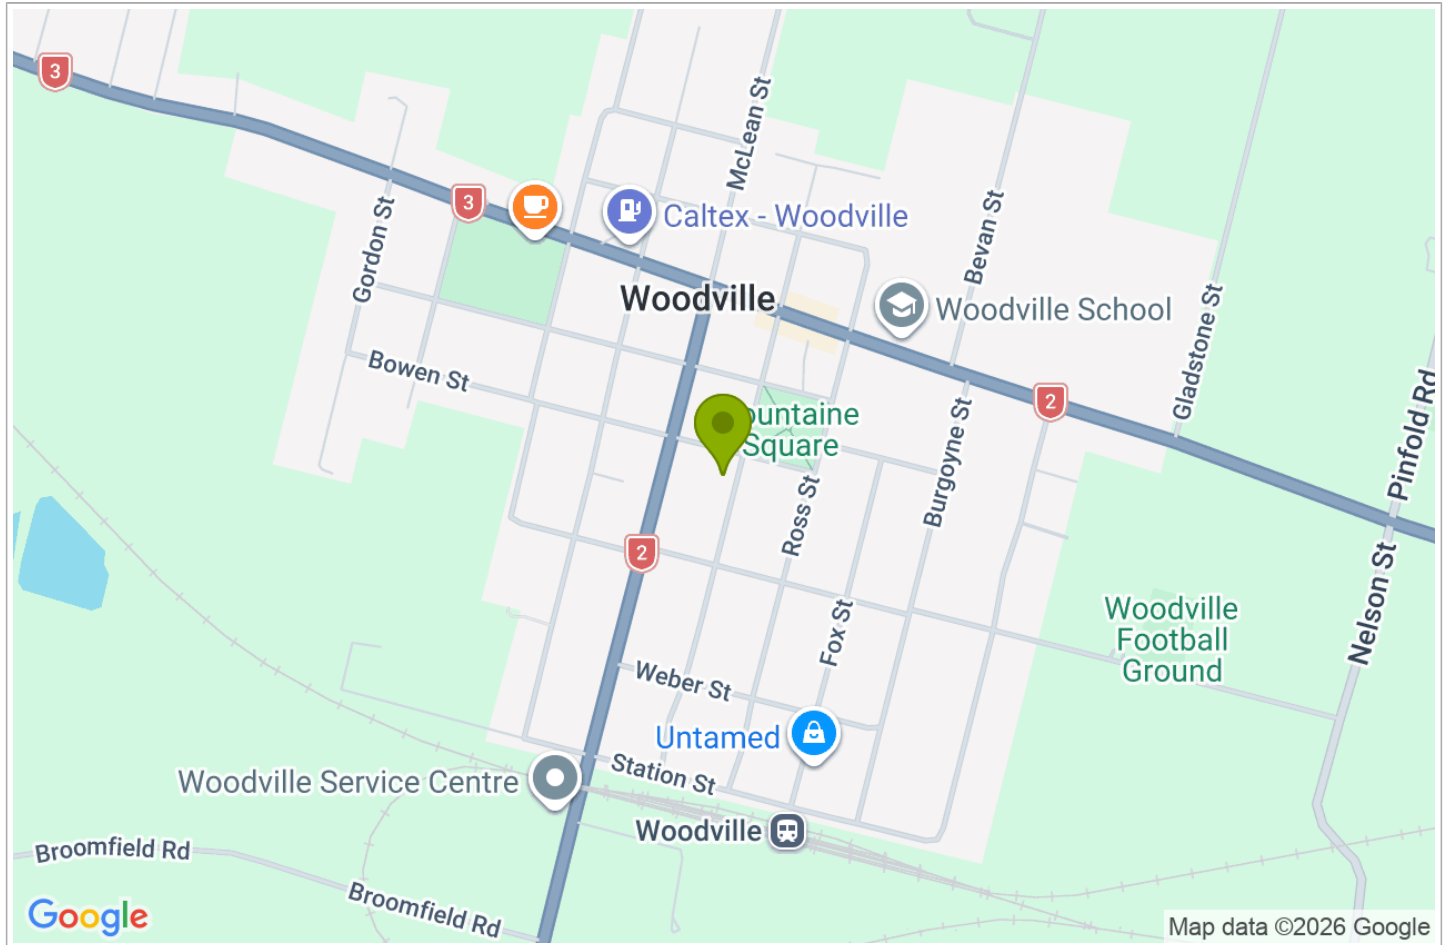 3
McLean St
3
Caltex - Woodville
Gordon St
Bevan St
Woodville
Woodville School
Gladstone St
Bowen St
2
Pinfold Rd
ountaine
Square
Burgoyne St
Ross St
2
Nelson St
Woodville
Football
Ground
Fox St
Weber St
Untamed
Station St
Woodville Service Centre
Woodville
Broomfield Rd
Broomfield Rd
Google
Map data ©2026 Google